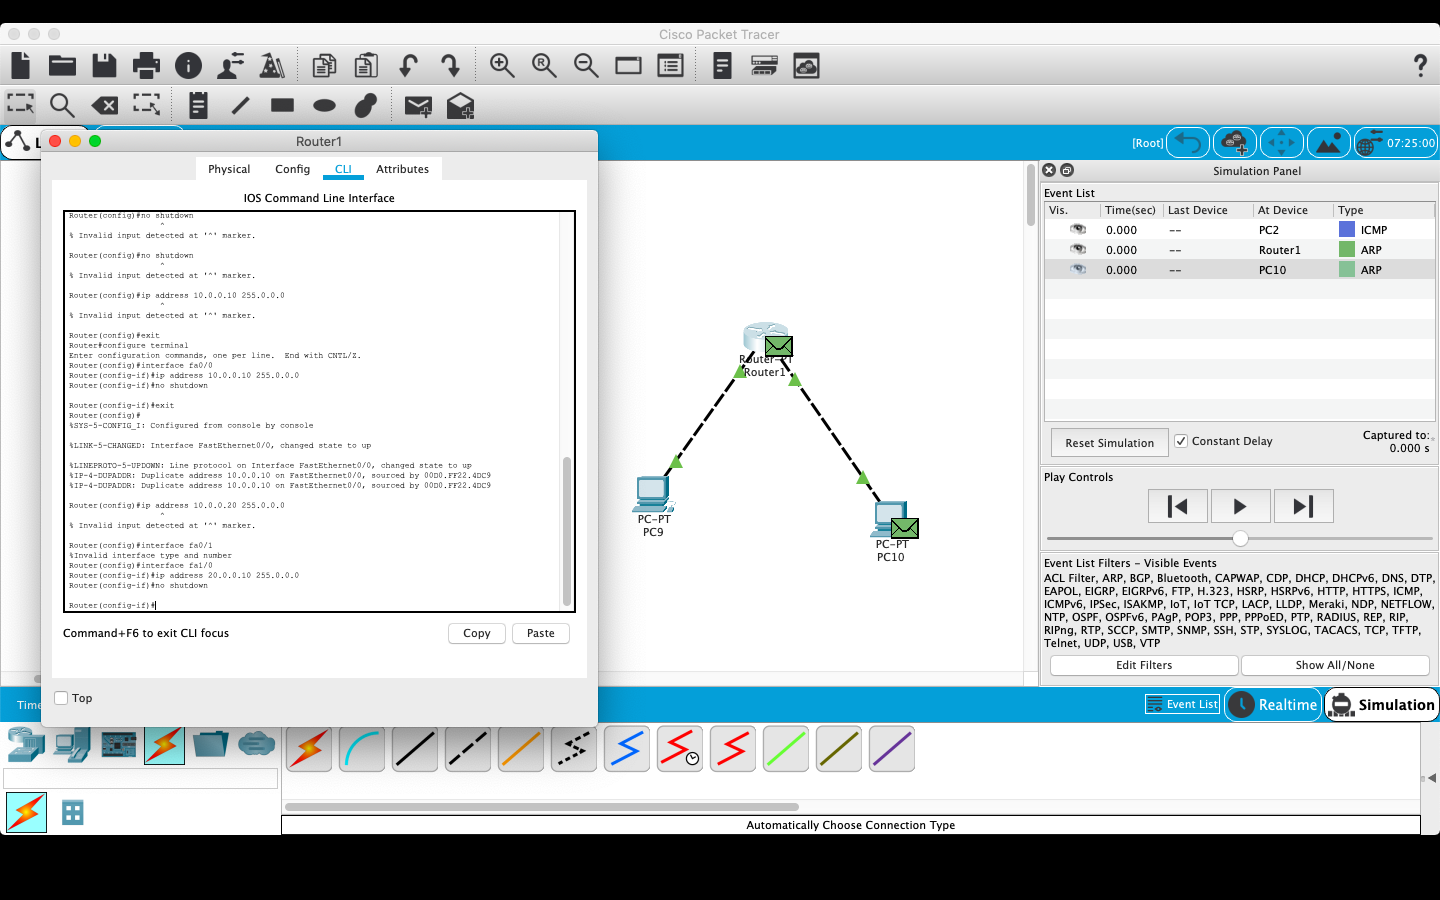 Cisco Packet Tracer
[Root]
07:25:00
Router1
Physical Config CLI Attributes
IOS Command Line Interface
Router(config)#no shutdown
^
% Invalid input detected at '^' marker.
Router(config)#no shutdown
^
% Invalid input detected at '^' marker.
Router(config)#ip address 10.0.0.10 255.0.0.0
^
% Invalid input detected at '^' marker.
Router(config)#exit
Router#configure terminal
Enter configuration commands, one per line.  End with CNTL/Z.
Router(config)#interface fa0/0
Router(config-if)#ip address 10.0.0.10 255.0.0.0
Router(config-if)#no shutdown
Router(config-if)#exit
Router(config)#
%SYS-5-CONFIG_I: Configured from console by console
%LINK-5-CHANGED: Interface FastEthernet0/0, changed state to up
%LINEPROTO-5-UPDOWN: Line protocol on Interface FastEthernet0/0, changed state to up
%IP-4-DUPADDR: Duplicate address 10.0.0.10 on FastEthernet0/0, sourced by 00D0.FF22.4DC9
%IP-4-DUPADDR: Duplicate address 10.0.0.10 on FastEthernet0/0, sourced by 00D0.FF22.4DC9
Router(config)#ip address 10.0.0.20 255.0.0.0
^
% Invalid input detected at '^' marker.
Router(config)#interface fa0/1
%Invalid interface type and number
Router(config)#interface fa1/0
Router(config-if)#ip address 20.0.0.10 255.0.0.0
Router(config-if)#no shutdown
Router(config-if)#
Command+F6 to exit CLI focus
Copy
Paste
Top
Router-PT
Router1
PC-PT
PC9
PC-PT
PC10
Simulation Panel
Event List
Vis. Time(sec) Last Device At Device Type
0.000 -- PC2 ICMP
0.000 -- Router1 ARP
0.000 -- PC10 ARP
Reset Simulation
Constant Delay
Captured to:
0.000 s
Play Controls
Event List Filters - Visible Events
ACL Filter, ARP, BGP, Bluetooth, CAPWAP, CDP, DHCP, DHCPv6, DNS, DTP,
EAPOL, EIGRP, EIGRPv6, FTP, H.323, HSRP, HSRPv6, HTTP, HTTPS, ICMP,
ICMPv6, IPSec, ISAKMP, IoT, IoT TCP, LACP, LLDP, Meraki, NDP, NETFLOW,
NTP, OSPF, OSPFv6, PAgP, POP3, PPP, PPPoED, PTP, RADIUS, REP, RIP,
RIPng, RTP, SCCP, SMTP, SNMP, SSH, STP, SYSLOG, TACACS, TCP, TFTP,
Telnet, UDP, USB, VTP
Edit Filters
Show All/None
Time
Event List
Realtime
Simulation
Automatically Choose Connection Type